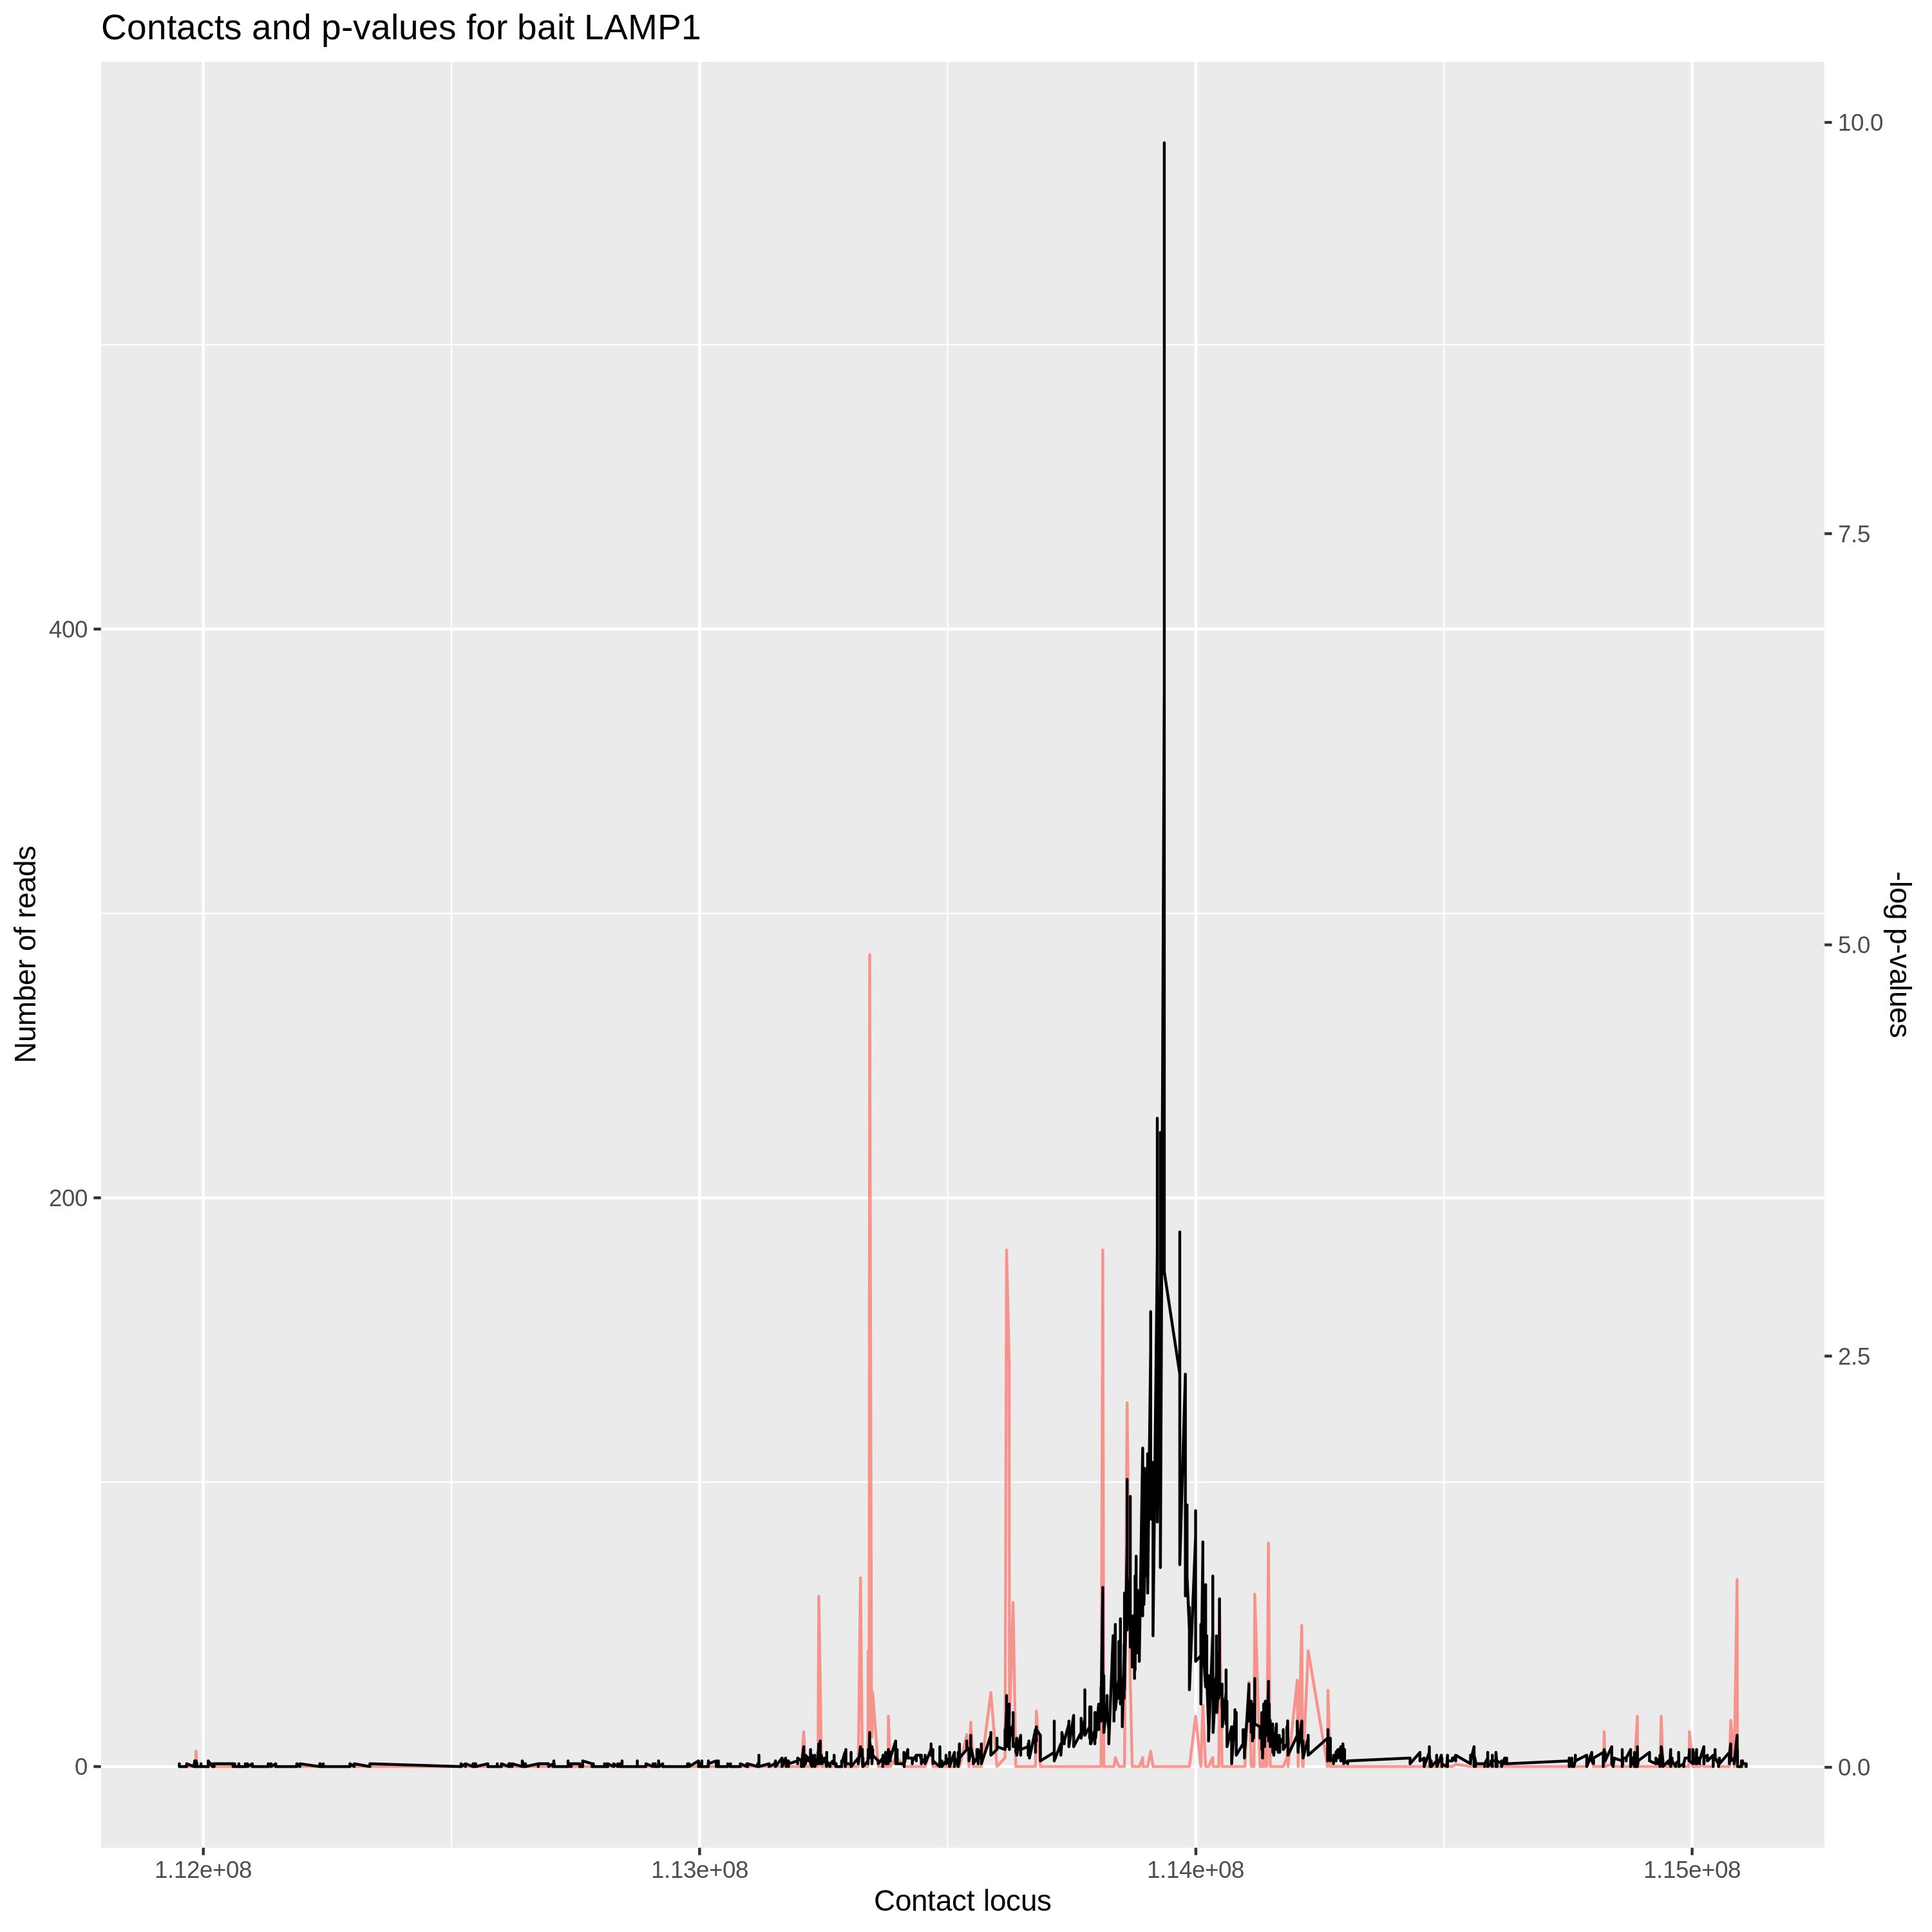 Contacts and p-values for bait LAMP1
Number of reads
400
200
0
10.0
7.5
5.0
2.5
0.0
-log p-values
1.12e+08
1.13e+08
1.14e+08
1.15e+08
Contact locus